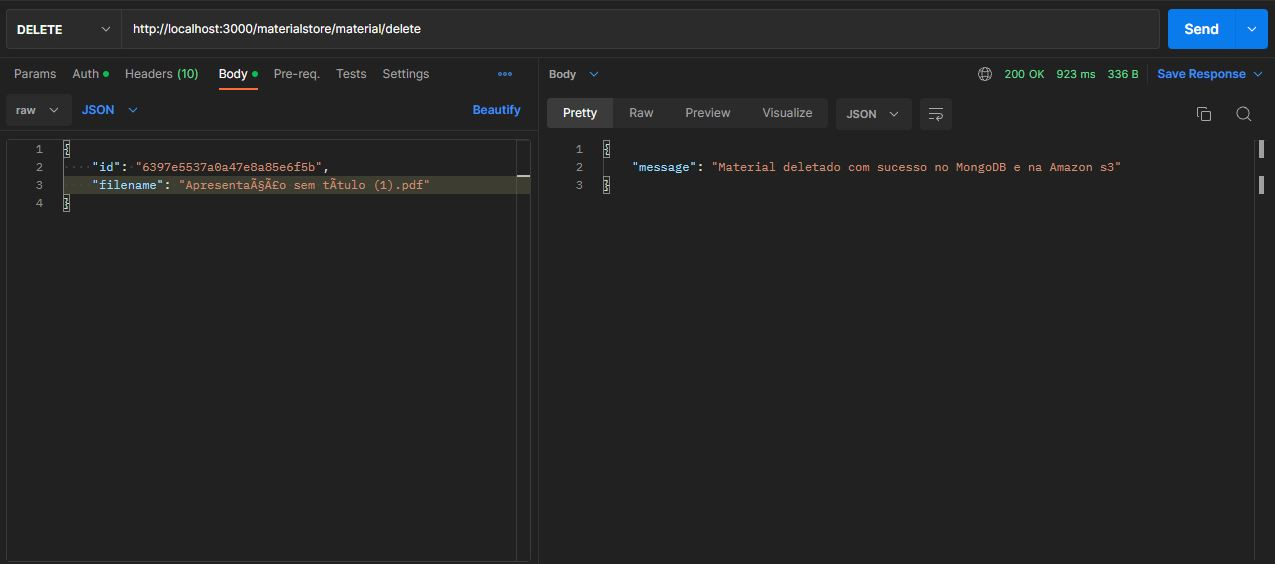 DELETE http://localhost:3000/materialstore/material/delete Send
Params Auth Headers (10) Body Pre-req. Tests Settings
raw JSON Beautify
1 {
2 "id": "6397e5537a0a47e8a85e6f5b",
3 "filename": "ApresentaÃ§Ã£o sem tÃtulo (1).pdf"
4 }
Body 200 OK 923 ms 336 B Save Response
Pretty Raw Preview Visualize JSON
1 {
2 "message": "Material deletado com sucesso no MongoDB e na Amazon s3"
3 }